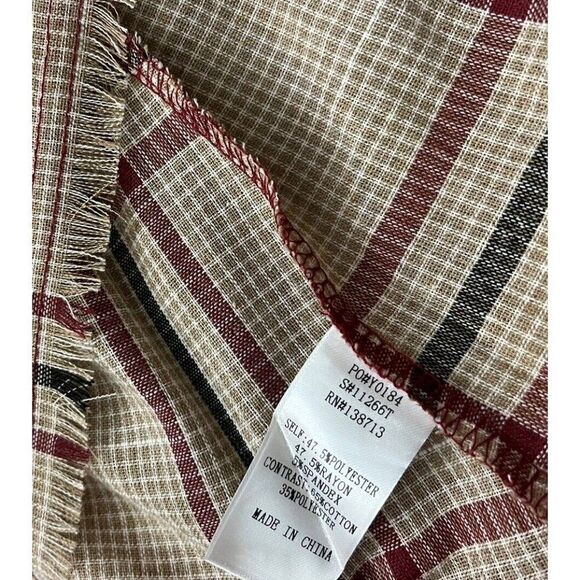 PO#Y0184
S#11266T
RN#138713
SELF:47.5%POLYESTER
47.5%RAYON
5%SPANDEX
CONTRAST:65%COTTON
35%POLYESTER
MADE IN CHINA